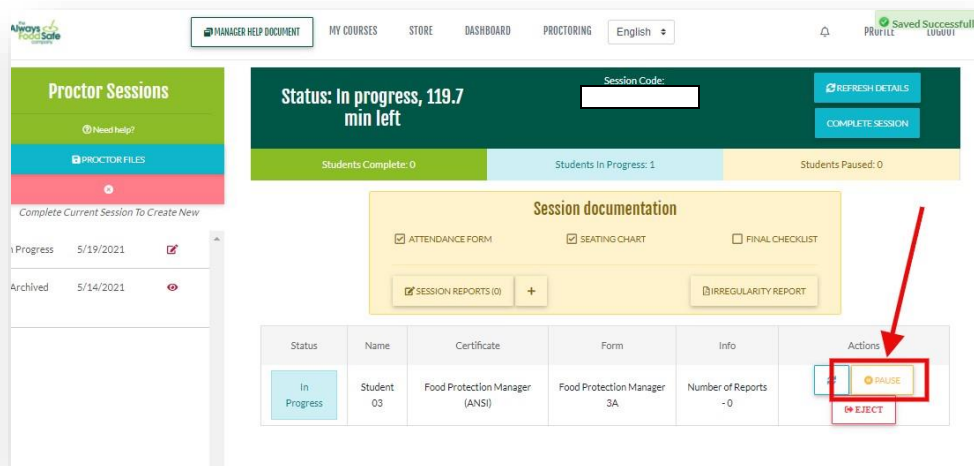 the
Always
FoodSafe
company
MANAGER HELP DOCUMENT
MY COURSES
STORE
DASHBOARD
PROCTORING
English
PROFILE
LOGOUT
Saved Successfull
Proctor Sessions
Need help?
PROCTOR FILES
Complete Current Session To Create New
n Progress 5/19/2021
Archived 5/14/2021
Status: In progress, 119.7
min left
Session Code:
REFRESH DETAILS
COMPLETE SESSION
Students Complete: 0
Students In Progress: 1
Students Paused: 0
Session documentation
ATTENDANCE FORM
SEATING CHART
FINAL CHECKLIST
SESSION REPORTS (0) +
IRREGULARITY REPORT
Status Name Certificate Form Info Actions
In
Progress
Student
03
Food Protection Manager
(ANSI)
Food Protection Manager
3A
Number of Reports
- 0
PAUSE
EJECT